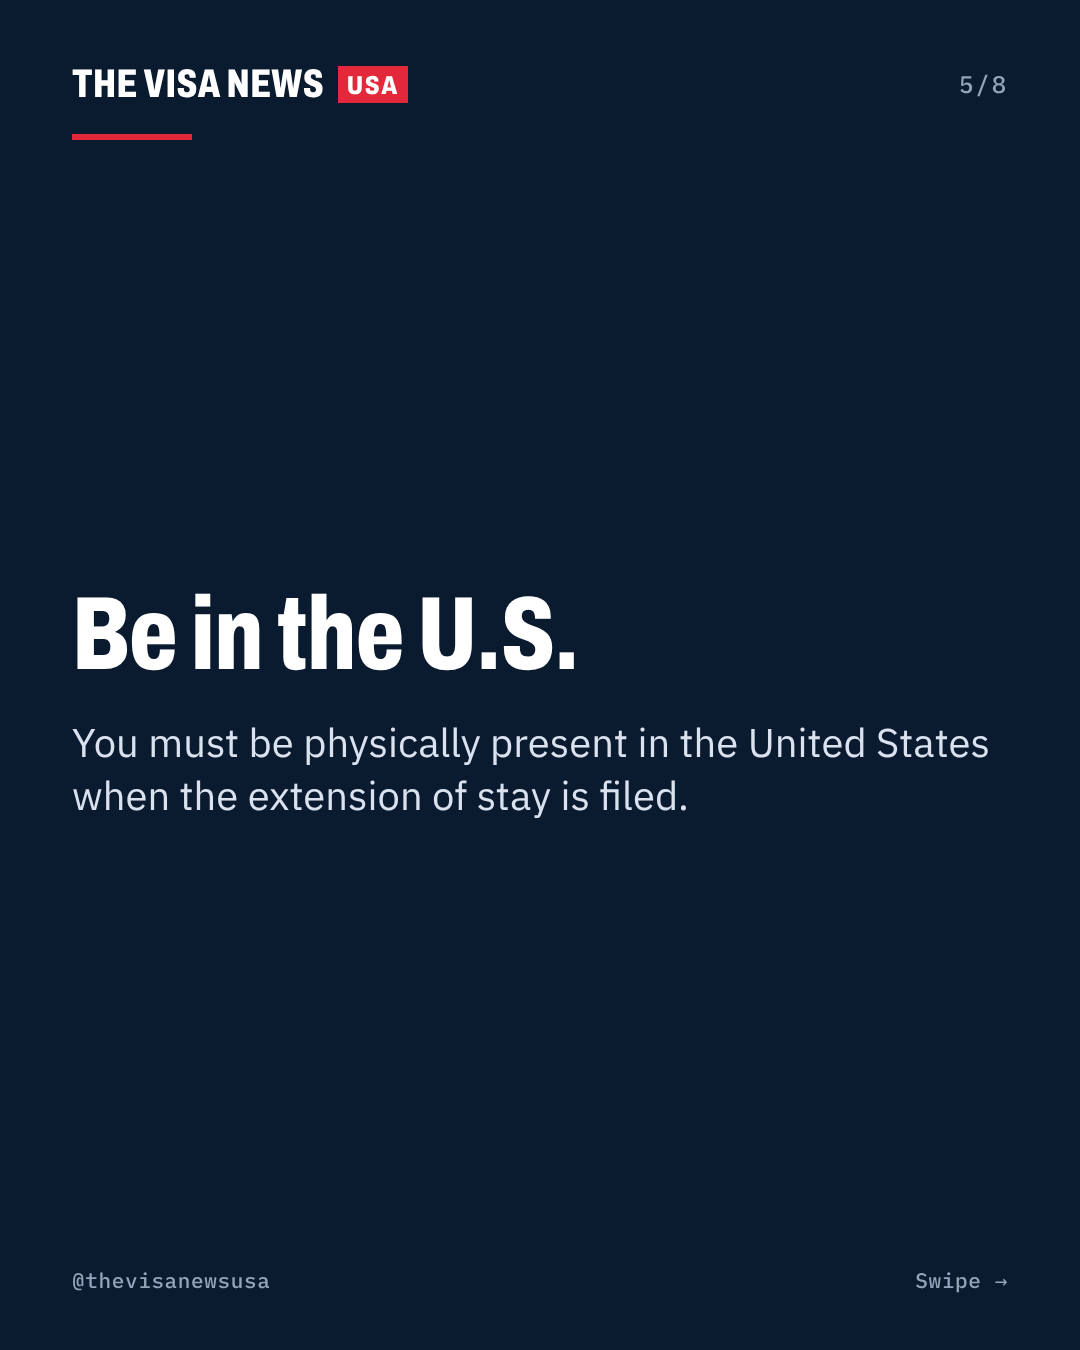 THE VISA NEWS USA
5/8
Be in the U.S.
You must be physically present in the United States
when the extension of stay is filed.
@thevisanewsusa
Swipe →